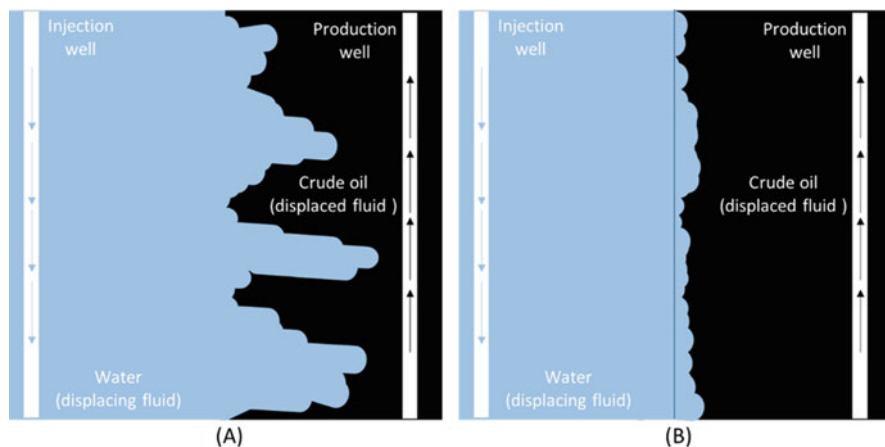 Injection
well
Production
well
Crude oil
(displaced fluid )
Water
(displacing fluid)
(A)
Injection
well
Production
well
Crude oil
(displaced fluid )
Water
(displacing fluid)
(B)